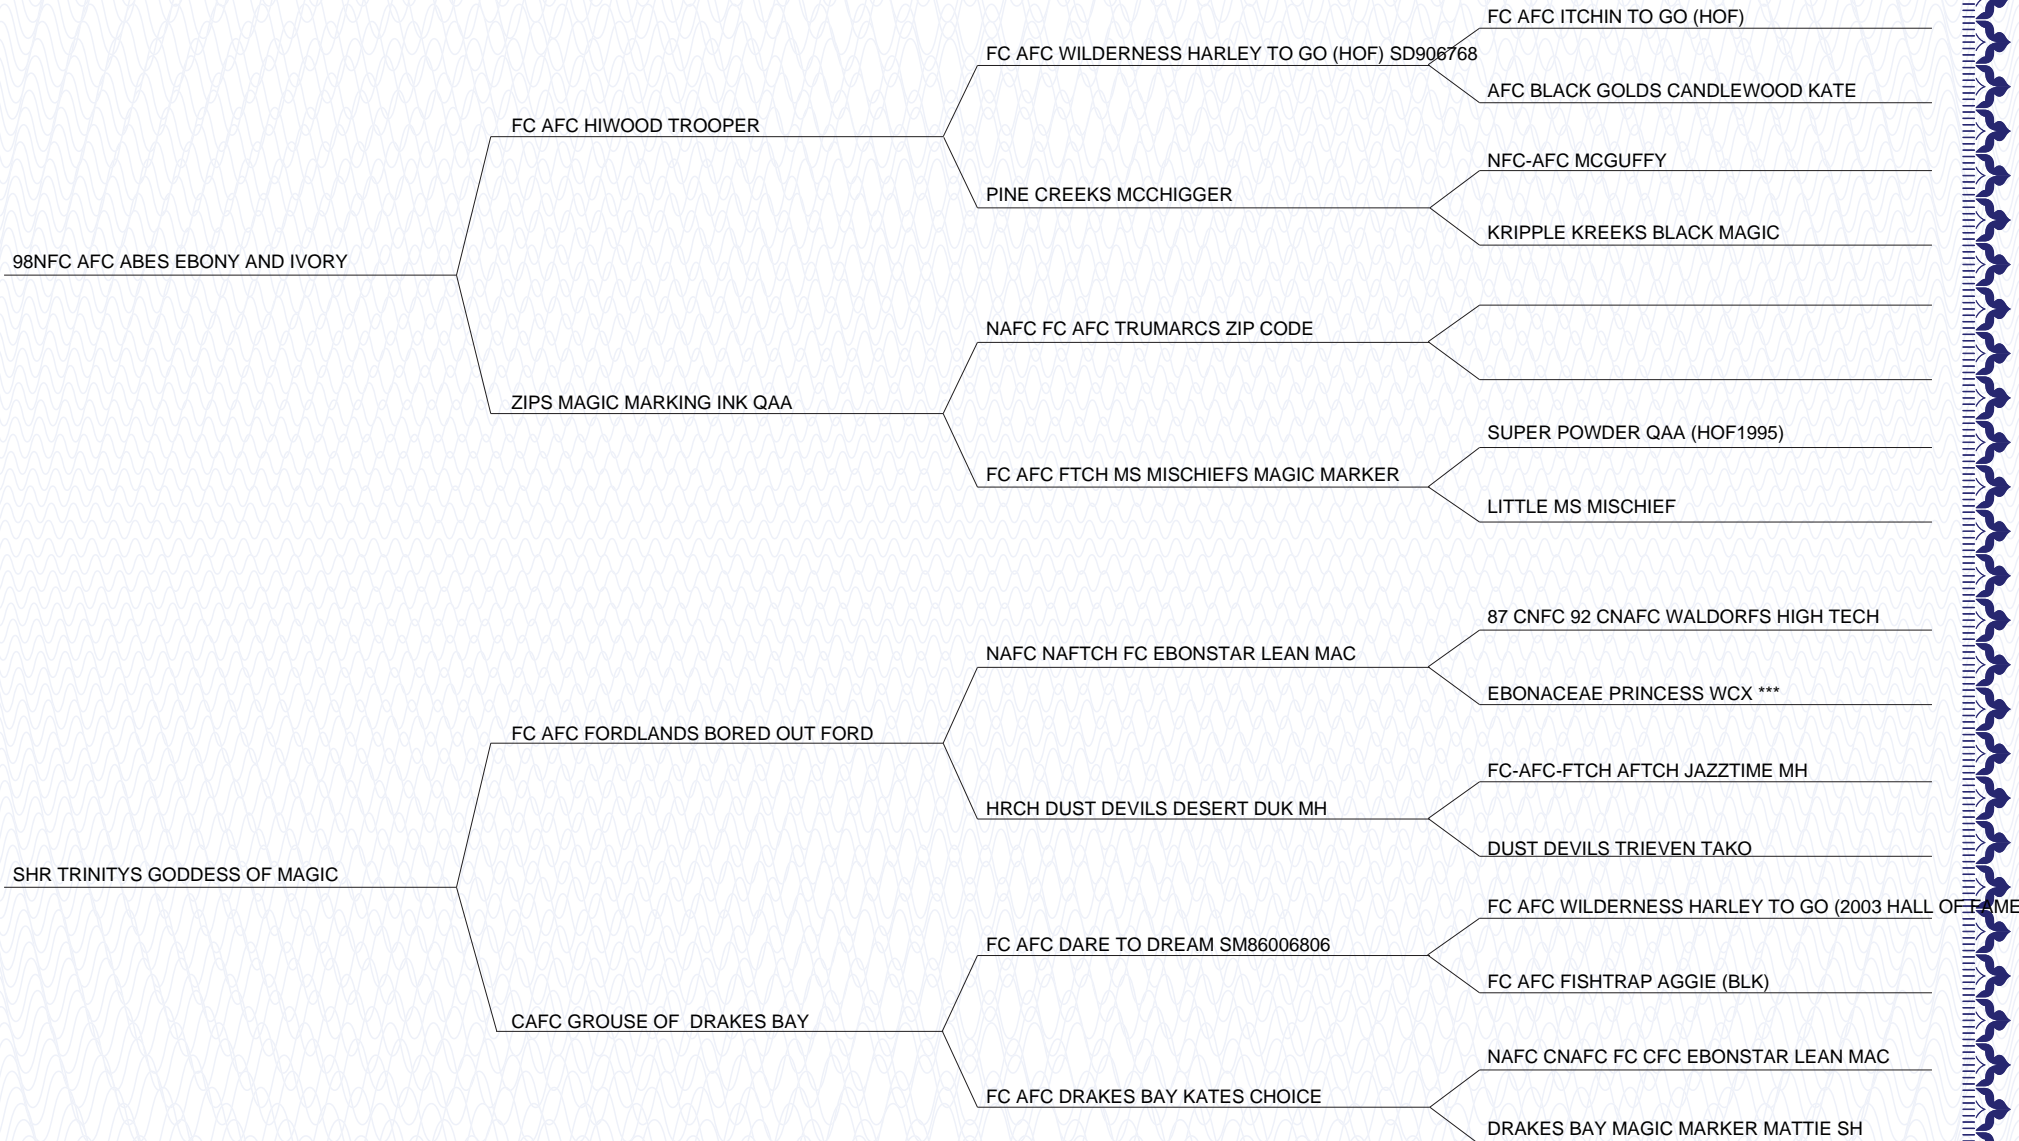 FC AFC ITCHIN TO GO (HOF)
FC AFC WILDERNESS HARLEY TO GO (HOF) SD906768
AFC BLACK GOLDS CANDLEWOOD KATE
FC AFC HIWOOD TROOPER
NFC-AFC MCGUFFY
PINE CREEKS MCCHIGGER
KRIPPLE KREEKS BLACK MAGIC
98NFC AFC ABES EBONY AND IVORY
NAFC FC AFC TRUMARCS ZIP CODE
ZIPS MAGIC MARKING INK QAA
SUPER POWDER QAA (HOF1995)
FC AFC FTCH MS MISCHIEFS MAGIC MARKER
LITTLE MS MISCHIEF
87 CNFC 92 CNAFC WALDORFS HIGH TECH
NAFC NAFTCH FC EBONSTAR LEAN MAC
EBONACEAE PRINCESS WCX ***
FC AFC FORDLANDS BORED OUT FORD
FC-AFC-FTCH AFTCH JAZZTIME MH
HRCH DUST DEVILS DESERT DUK MH
DUST DEVILS TRIEVEN TAKO
SHR TRINITYS GODDESS OF MAGIC
FC AFC WILDERNESS HARLEY TO GO (2003 HALL OF FAME
FC AFC DARE TO DREAM SM86006806
FC AFC FISHTRAP AGGIE (BLK)
CAFC GROUSE OF  DRAKES BAY
NAFC CNAFC FC CFC EBONSTAR LEAN MAC
FC AFC DRAKES BAY KATES CHOICE
DRAKES BAY MAGIC MARKER MATTIE SH